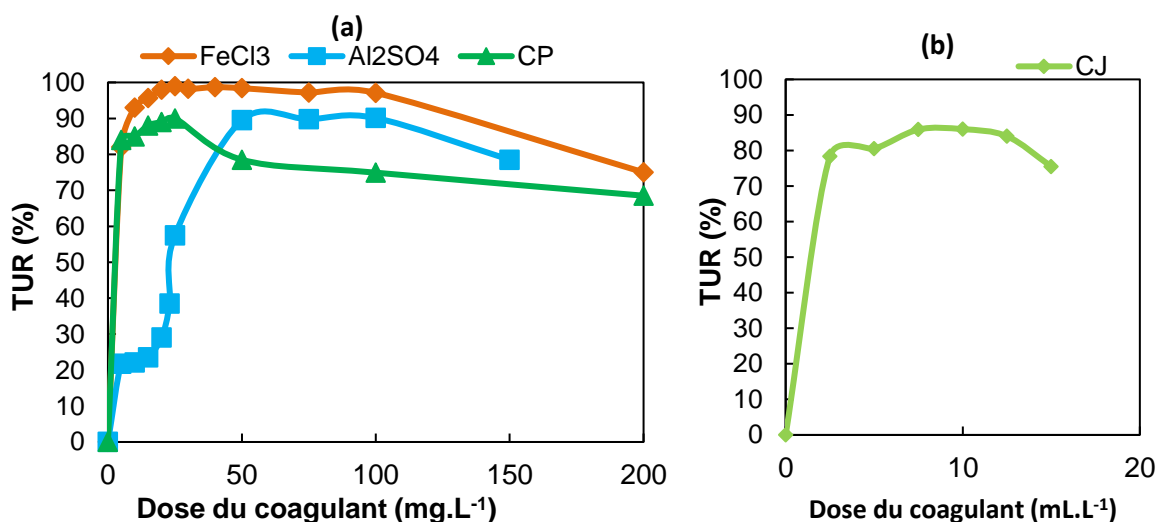 (a)
FeCl3 Al2SO4 CP
TUR (%)
100
90
80
70
60
50
40
30
20
10
0
0 50 100 150 200
Dose du coagulant (mg.L⁻¹)
(b)
CJ
TUR (%)
100
90
80
70
60
50
40
30
20
10
0
0 10 20
Dose du coagulant (mL.L⁻¹)